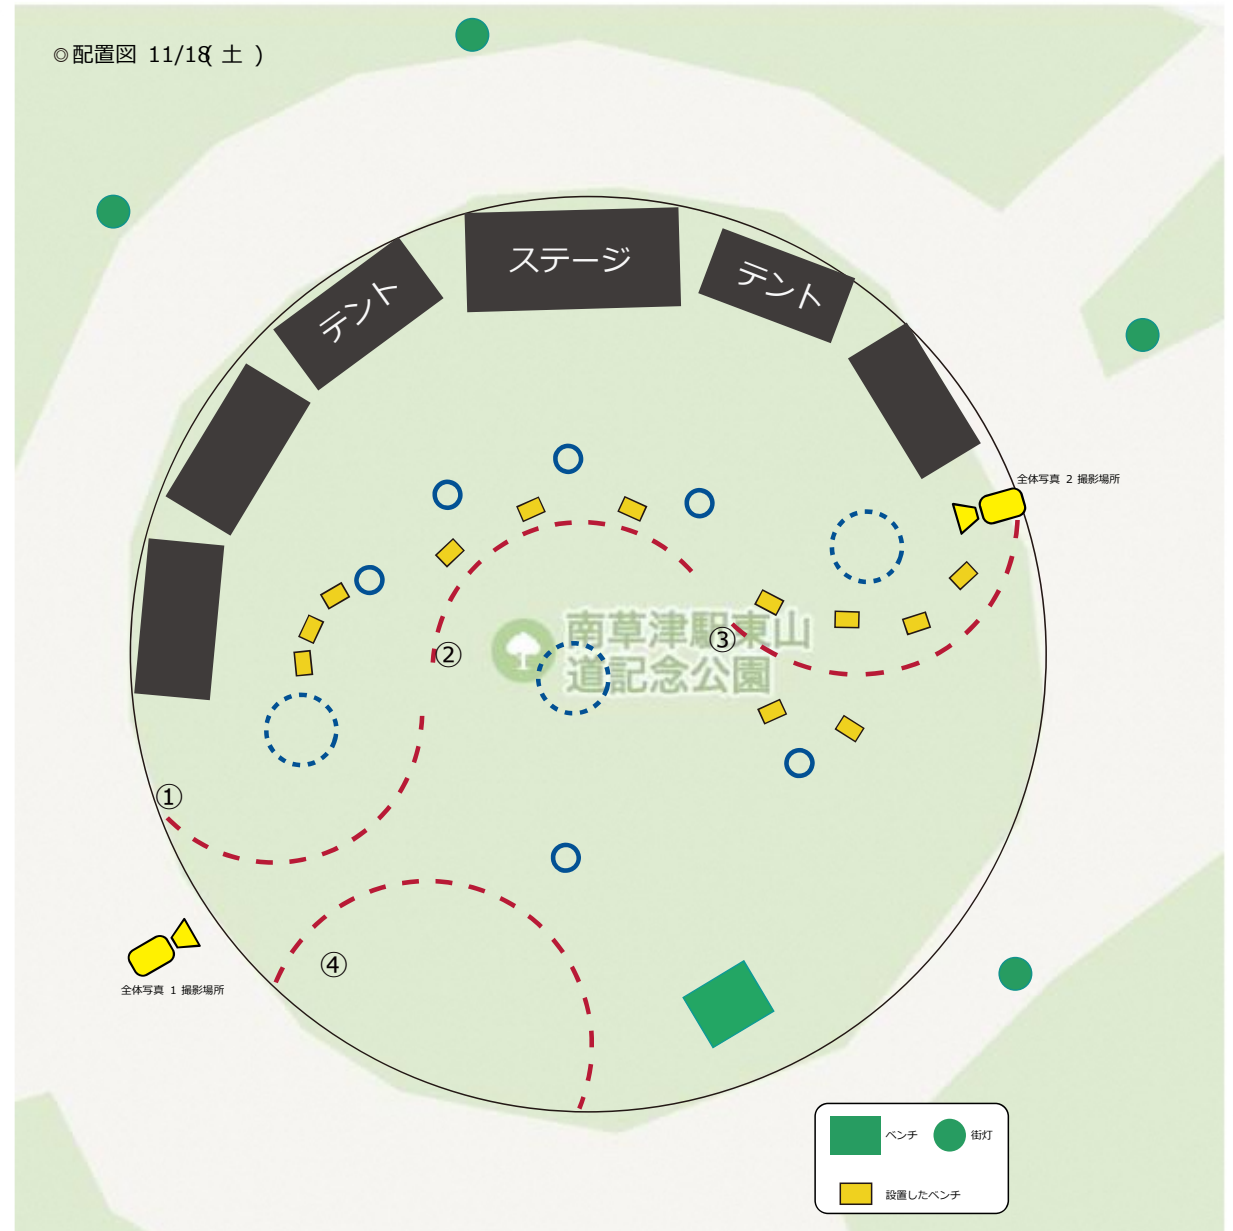 ◎配置図 11/18( 土 )
ステージ
テント
テント
全体写真 2 撮影場所
南草津駅東山
道記念公園
③
②
①
④
全体写真 1 撮影場所
ベンチ
街灯
設置したベンチ